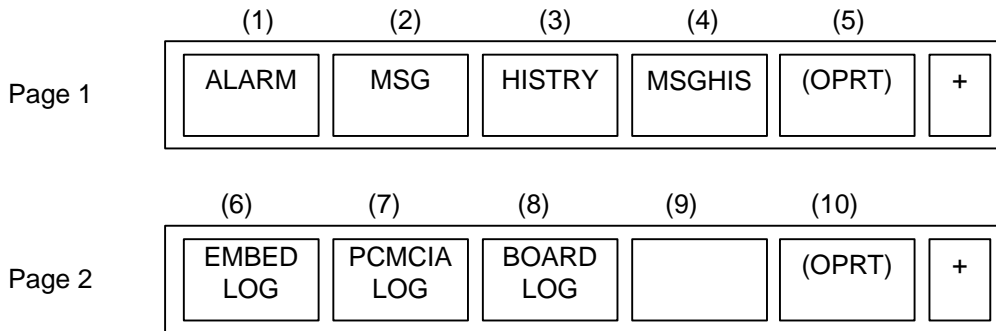 (1) (2) (3) (4) (5)
Page 1 ALARM MSG HISTRY MSGHIS (OPRT) +
(6) (7) (8) (9) (10)
Page 2 EMBED LOG PCMCIA LOG BOARD LOG (OPRT) +